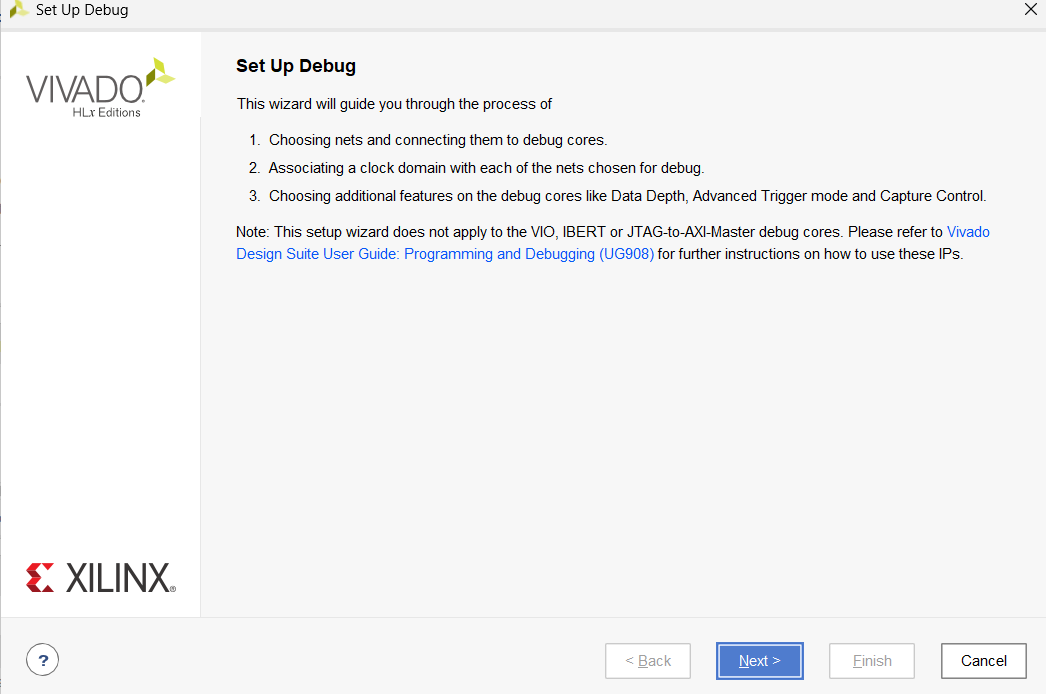 Set Up Debug
VIVADO.
HLx Editions
Set Up Debug
This wizard will guide you through the process of
1. Choosing nets and connecting them to debug cores.
2. Associating a clock domain with each of the nets chosen for debug.
3. Choosing additional features on the debug cores like Data Depth, Advanced Trigger mode and Capture Control.
Note: This setup wizard does not apply to the VIO, IBERT or JTAG-to-AXI-Master debug cores. Please refer to Vivado
Design Suite User Guide: Programming and Debugging (UG908) for further instructions on how to use these IPs.
XILINX®
?
< Back
Next >
Finish
Cancel